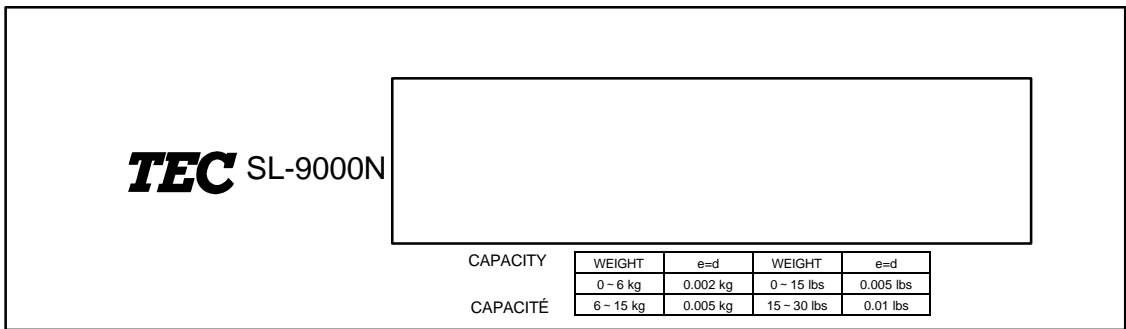 TEC SL-9000N
CAPACITY
WEIGHT e=d WEIGHT e=d
0 ~ 6 kg 0.002 kg 0 ~ 15 lbs 0.005 lbs
CAPACITÉ
6 ~ 15 kg 0.005 kg 15 ~ 30 lbs 0.01 lbs